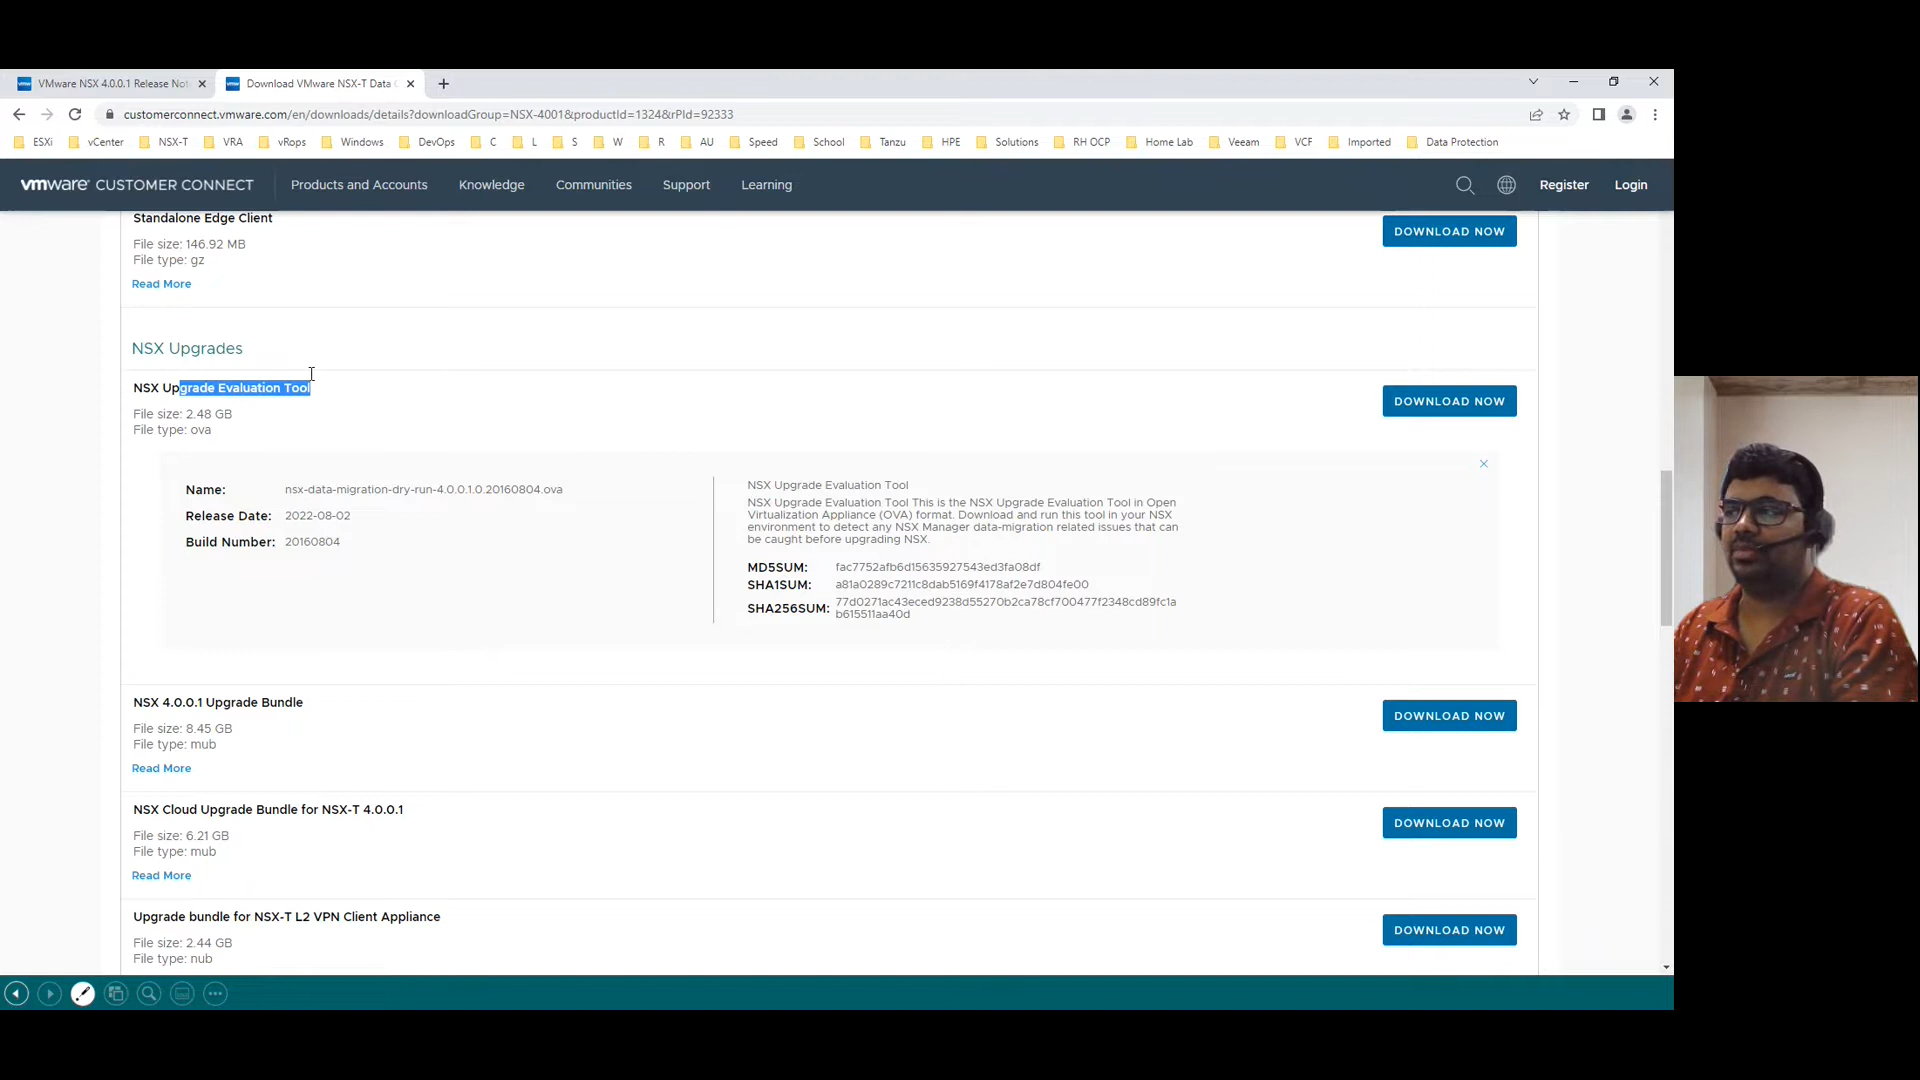 VMware NSX 4.0.0.1 Release Not
Download VMware NSX-T Data C
customerconnect.vmware.com/en/downloads/details?downloadGroup=NSX-4001&productId=1324&rPId=92333
ESXi vCenter NSX-T VRA vRops Windows DevOps C L S W R AU Speed School Tanzu HPE Solutions RH OCP Home Lab Veeam VCF Imported Data Protection
vmware® CUSTOMER CONNECT Products and Accounts Knowledge Communities Support Learning Register Login
Standalone Edge Client
DOWNLOAD NOW
File size: 146.92 MB
File type: gz
Read More
NSX Upgrades
NSX Upgrade Evaluation Tool
DOWNLOAD NOW
File size: 2.48 GB
File type: ova
Name: nsx-data-migration-dry-run-4.0.0.1.0.20160804.ova
Release Date: 2022-08-02
Build Number: 20160804
NSX Upgrade Evaluation Tool
NSX Upgrade Evaluation Tool This is the NSX Upgrade Evaluation Tool in Open
Virtualization Appliance (OVA) format. Download and run this tool in your NSX
environment to detect any NSX Manager data-migration related issues that can
be caught before upgrading NSX.
MD5SUM: fac7752afb6d15635927543ed3fa08df
SHA1SUM: a81a0289c7211c8dab5169f4178af2e7d804fe00
SHA256SUM: 77d0271ac43eced9238d55270b2ca78cf700477f2348cd89fc1a
b615511aa40d
NSX 4.0.0.1 Upgrade Bundle
DOWNLOAD NOW
File size: 8.45 GB
File type: mub
Read More
NSX Cloud Upgrade Bundle for NSX-T 4.0.0.1
DOWNLOAD NOW
File size: 6.21 GB
File type: mub
Read More
Upgrade bundle for NSX-T L2 VPN Client Appliance
DOWNLOAD NOW
File size: 2.44 GB
File type: nub